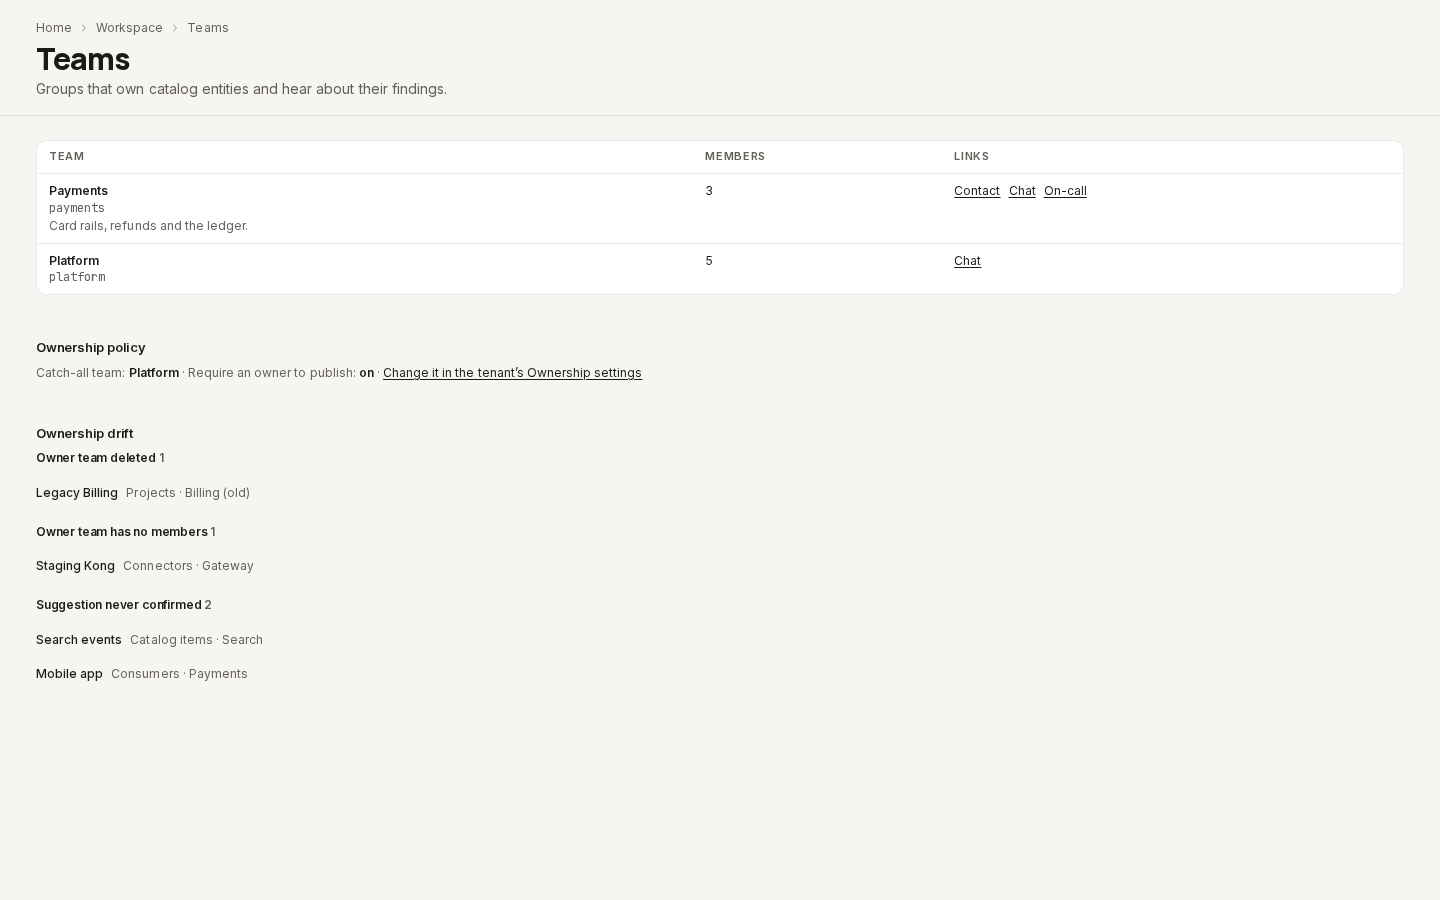 Home > Workspace > Teams
Teams
Groups that own catalog entities and hear about their findings.
TEAM MEMBERS LINKS
Payments 3 Contact Chat On-call
payments
Card rails, refunds and the ledger.
Platform 5 Chat
platform
Ownership policy
Catch-all team: Platform · Require an owner to publish: on · Change it in the tenant’s Ownership settings
Ownership drift
Owner team deleted 1
Legacy Billing Projects · Billing (old)
Owner team has no members 1
Staging Kong Connectors · Gateway
Suggestion never confirmed 2
Search events Catalog items · Search
Mobile app Consumers · Payments